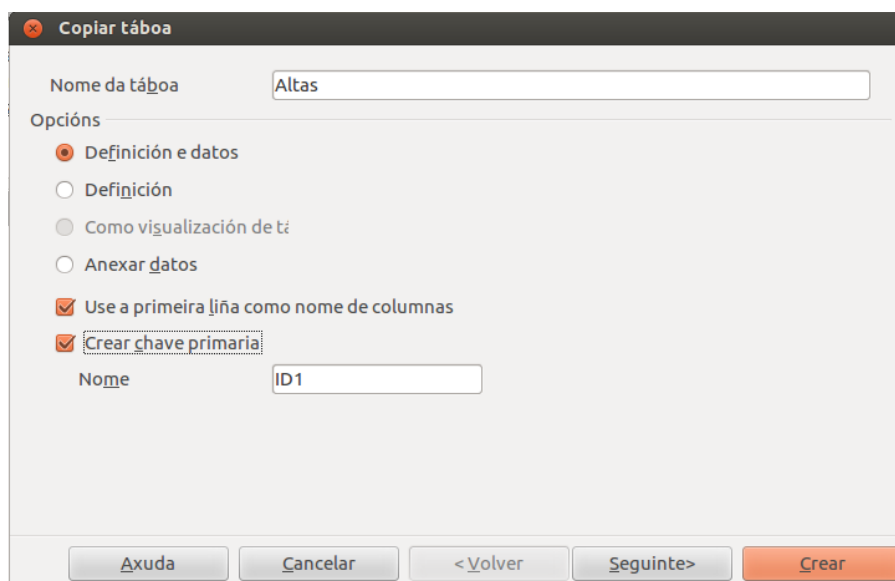 Copiar táboa
Nome da táboa Altas
Opcións
Definición e datos
Definición
Como visualización de
Anexar datos
Use a primeira liña como nome de columnas
Crear chave primaria
Nome ID1
Axuda Cancelar < Volver Seguinte> Crear